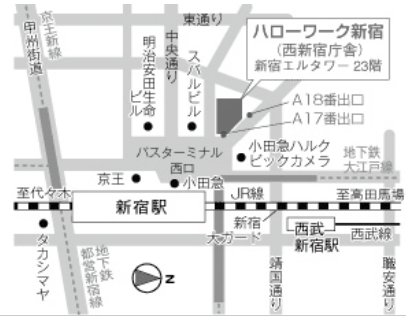 東通り
ハローワーク新宿
(西新宿庁舎)
新宿エルタワー 23階
京王新線
甲州街道
明治安田生命
ビル
中央通り
スバルビル
A18番出口
A17番出口
バスターミナル
西口
小田急ハルク
ビックカメラ
地下鉄
大江戸線
京王
小田急
至代々木
新宿駅
JR線
至高田馬場
タカシマヤ
地下鉄
都営新宿線
N
新宿
大ガード
西武
新宿駅
西武線
靖国通り
職安通り